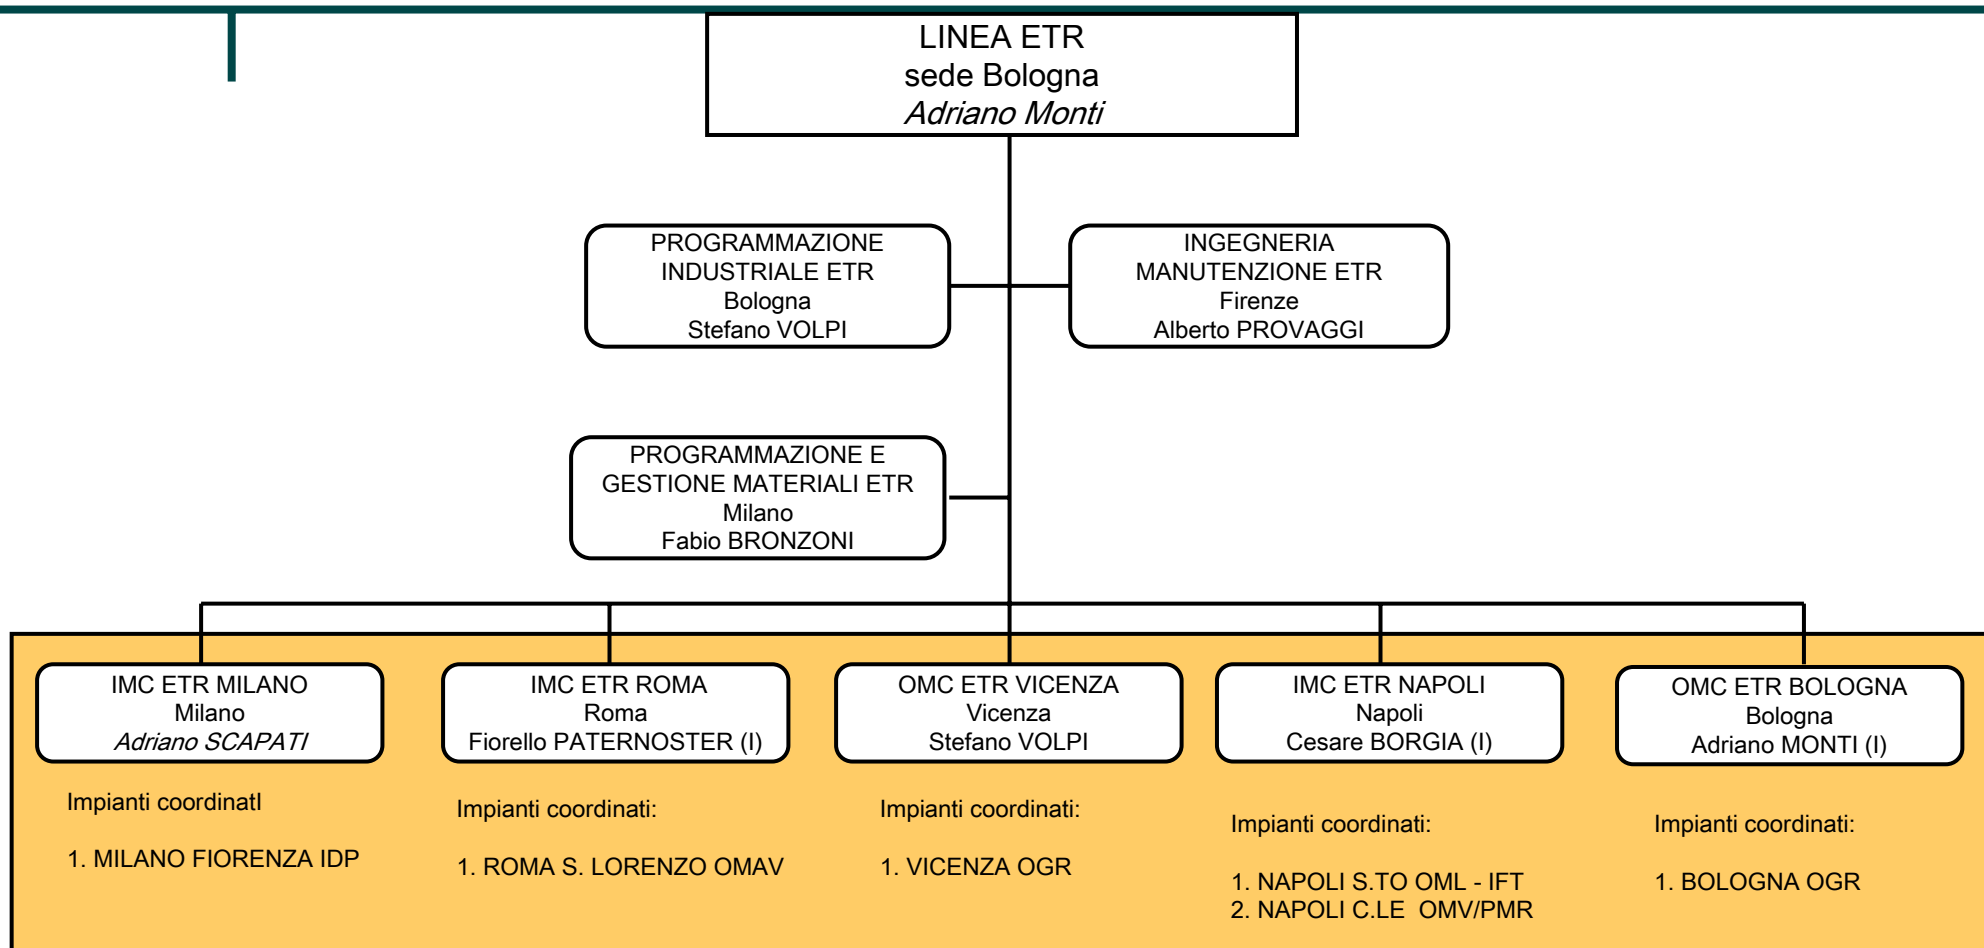 LINEA ETR
sede Bologna
Adriano Monti
PROGRAMMAZIONE
INDUSTRIALE ETR
Bologna
Stefano VOLPI
INGEGNERIA
MANUTENZIONE ETR
Firenze
Alberto PROVAGGI
PROGRAMMAZIONE E
GESTIONE MATERIALI ETR
Milano
Fabio BRONZONI
IMC ETR MILANO
Milano
Adriano SCAPATI
IMC ETR ROMA
Roma
Fiorello PATERNOSTER (I)
OMC ETR VICENZA
Vicenza
Stefano VOLPI
IMC ETR NAPOLI
Napoli
Cesare BORGIA (I)
OMC ETR BOLOGNA
Bologna
Adriano MONTI (I)
Impianti coordinatI
1. MILANO FIORENZA IDP
Impianti coordinati:
1. ROMA S. LORENZO OMAV
Impianti coordinati:
1. VICENZA OGR
Impianti coordinati:
1. NAPOLI S.TO OML - IFT
2. NAPOLI C.LE  OMV/PMR
Impianti coordinati:
1. BOLOGNA OGR